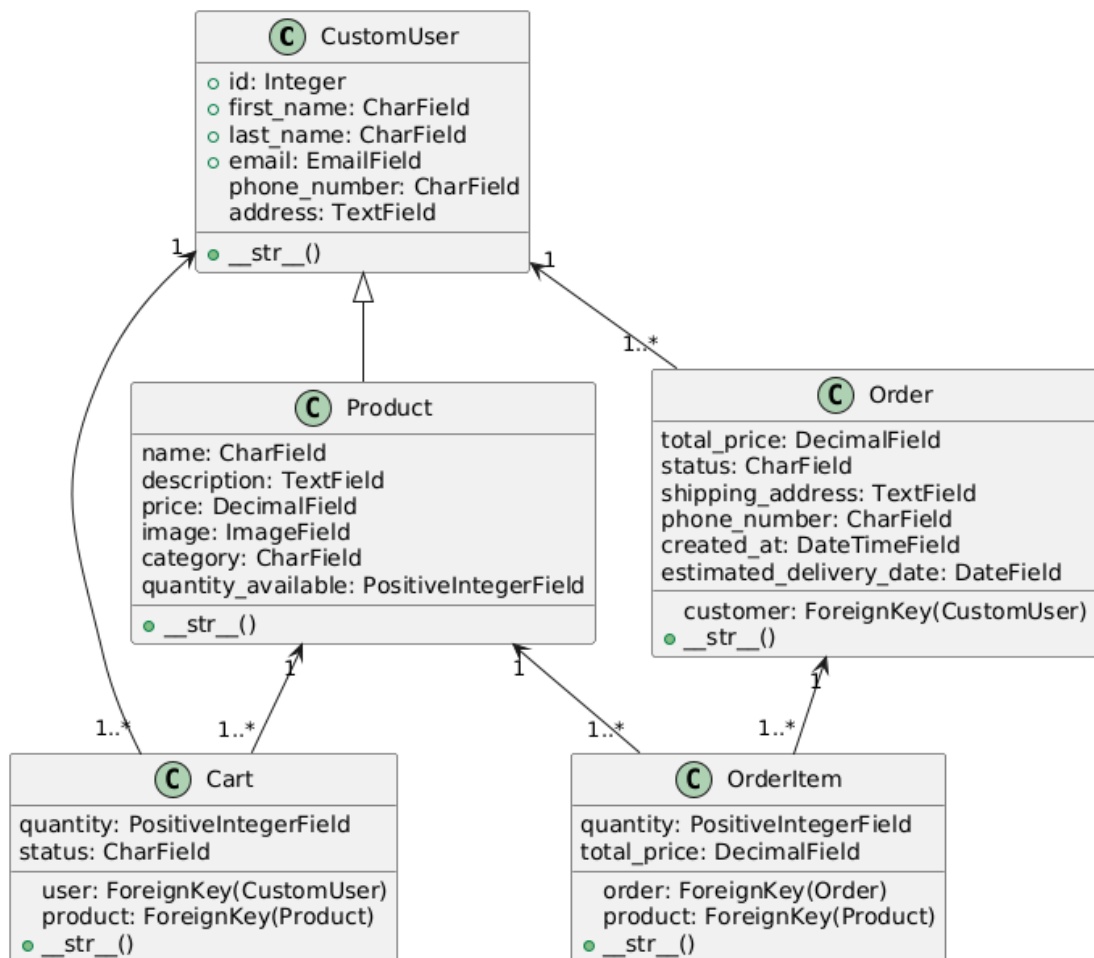 C CustomUser
id: Integer
first_name: CharField
last_name: CharField
email: EmailField
phone_number: CharField
address: TextField
__str__()
1
1
1..*
C Product
name: CharField
description: TextField
price: DecimalField
image: ImageField
category: CharField
quantity_available: PositiveIntegerField
__str__()
C Order
total_price: DecimalField
status: CharField
shipping_address: TextField
phone_number: CharField
created_at: DateTimeField
estimated_delivery_date: DateField
customer: ForeignKey(CustomUser)
__str__()
1
1
1
1..*
1..*
1..*
1..*
C Cart
quantity: PositiveIntegerField
status: CharField
user: ForeignKey(CustomUser)
product: ForeignKey(Product)
__str__()
C OrderItem
quantity: PositiveIntegerField
total_price: DecimalField
order: ForeignKey(Order)
product: ForeignKey(Product)
__str__()